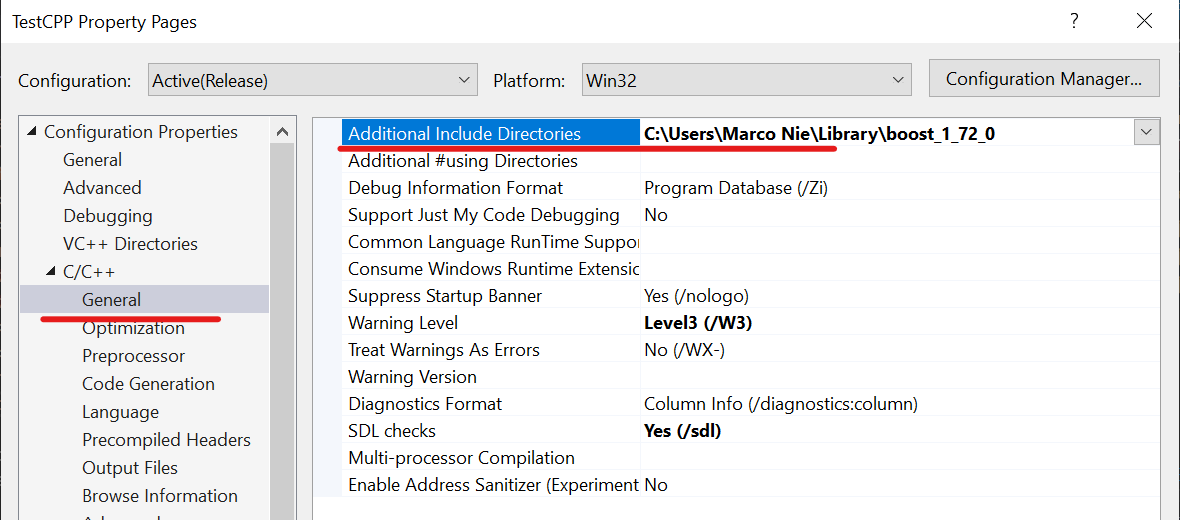 TestCPP Property Pages
?
Configuration: Active(Release) Platform: Win32 Configuration Manager...
Configuration Properties
General
Advanced
Debugging
VC++ Directories
C/C++
General
Optimization
Preprocessor
Code Generation
Language
Precompiled Headers
Output Files
Browse Information
Additional Include Directories C:\Users\Marco Nie\Library\boost_1_72_0
Additional #using Directories
Debug Information Format Program Database (/Zi)
Support Just My Code Debugging No
Common Language RunTime Suppor
Consume Windows Runtime Extensic
Suppress Startup Banner Yes (/nologo)
Warning Level Level3 (/W3)
Treat Warnings As Errors No (/WX-)
Warning Version
Diagnostics Format Column Info (/diagnostics:column)
SDL checks Yes (/sdl)
Multi-processor Compilation
Enable Address Sanitizer (Experiment No